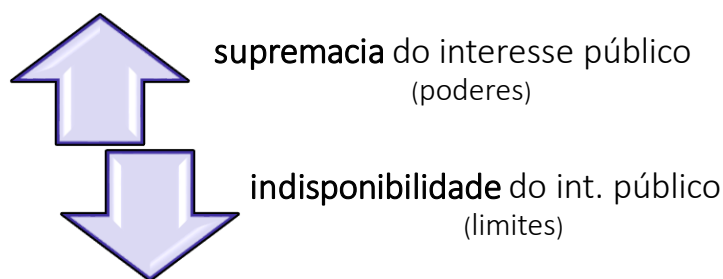 supremacia do interesse público
(poderes)
indisponibilidade do int. público
(limites)